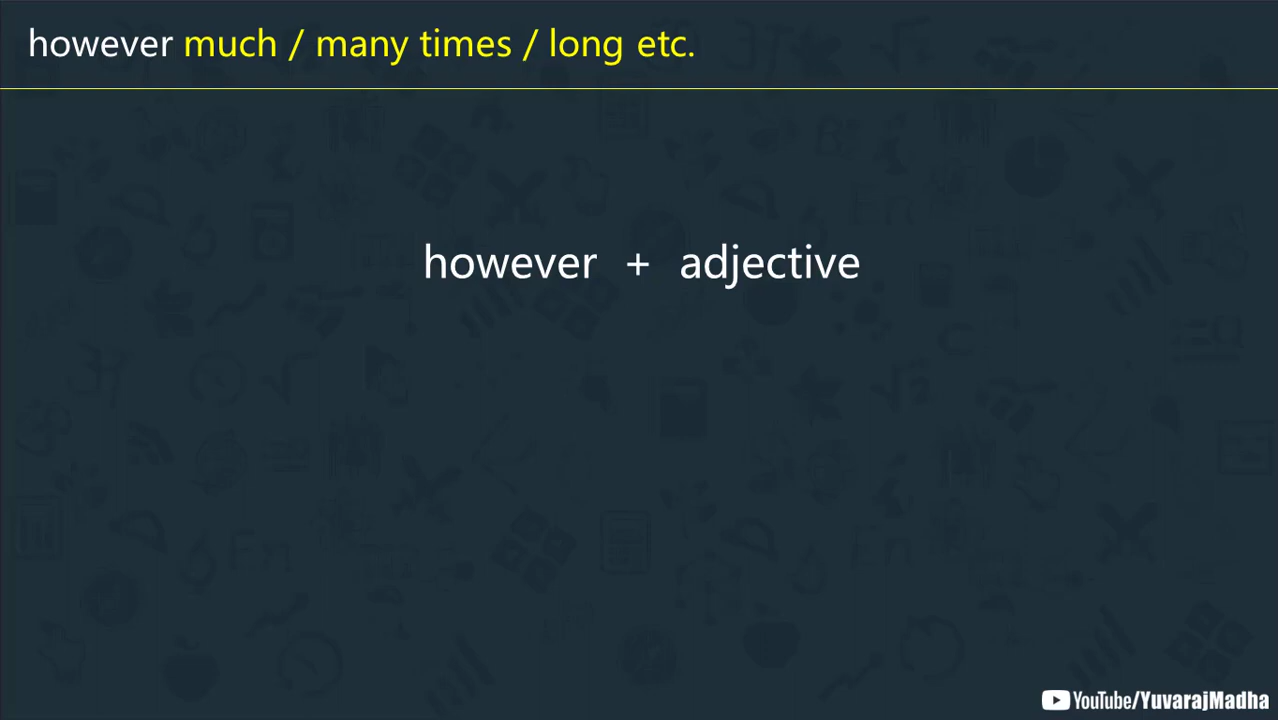 however much / many times / long etc.
however + adjective
YouTube/YuvarajMadha